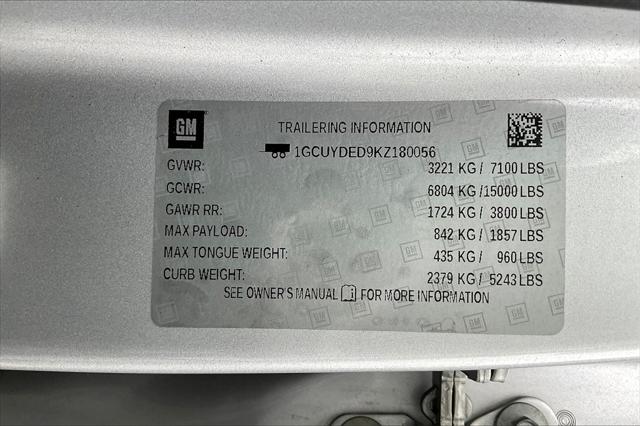 GM
TRAILERING INFORMATION
1GCUYDED9KZ180056
GVWR: 3221 KG / 7100 LBS
GCWR: 6804 KG / 15000 LBS
GAWR RR: 1724 KG / 3800 LBS
MAX PAYLOAD: 842 KG / 1857 LBS
MAX TONGUE WEIGHT: 435 KG / 960 LBS
CURB WEIGHT: 2379 KG / 5243 LBS
SEE OWNER'S MANUAL FOR MORE INFORMATION